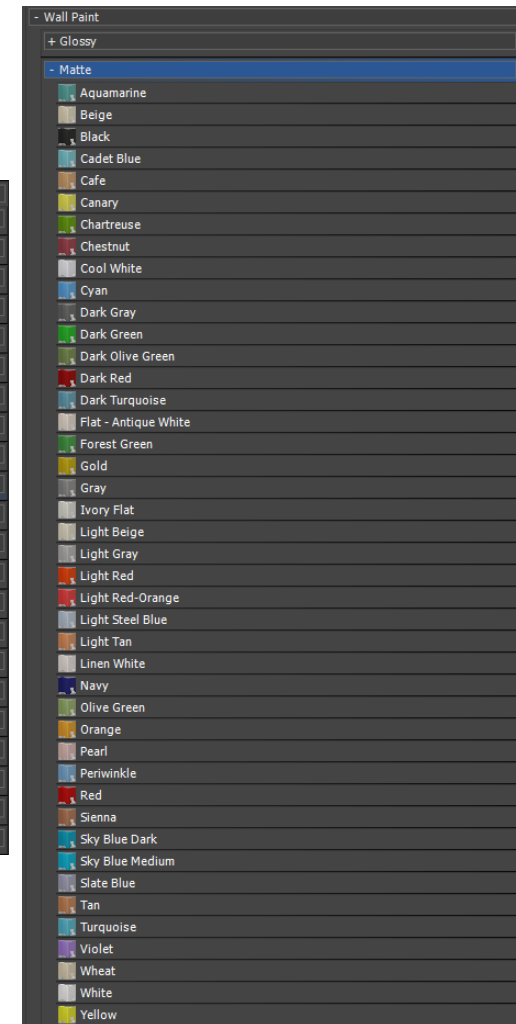 - Wall Paint
+ Glossy
- Matte
Aquamarine
Beige
Black
Cadet Blue
Cafe
Canary
Chartreuse
Chestnut
Cool White
Cyan
Dark Gray
Dark Green
Dark Olive Green
Dark Red
Dark Turquoise
Flat - Antique White
Forest Green
Gold
Gray
Ivory Flat
Light Beige
Light Gray
Light Red
Light Red-Orange
Light Steel Blue
Light Tan
Linen White
Navy
Olive Green
Orange
Pearl
Periwinkle
Red
Sienna
Sky Blue Dark
Sky Blue Medium
Slate Blue
Tan
Turquoise
Violet
Wheat
White
Yellow